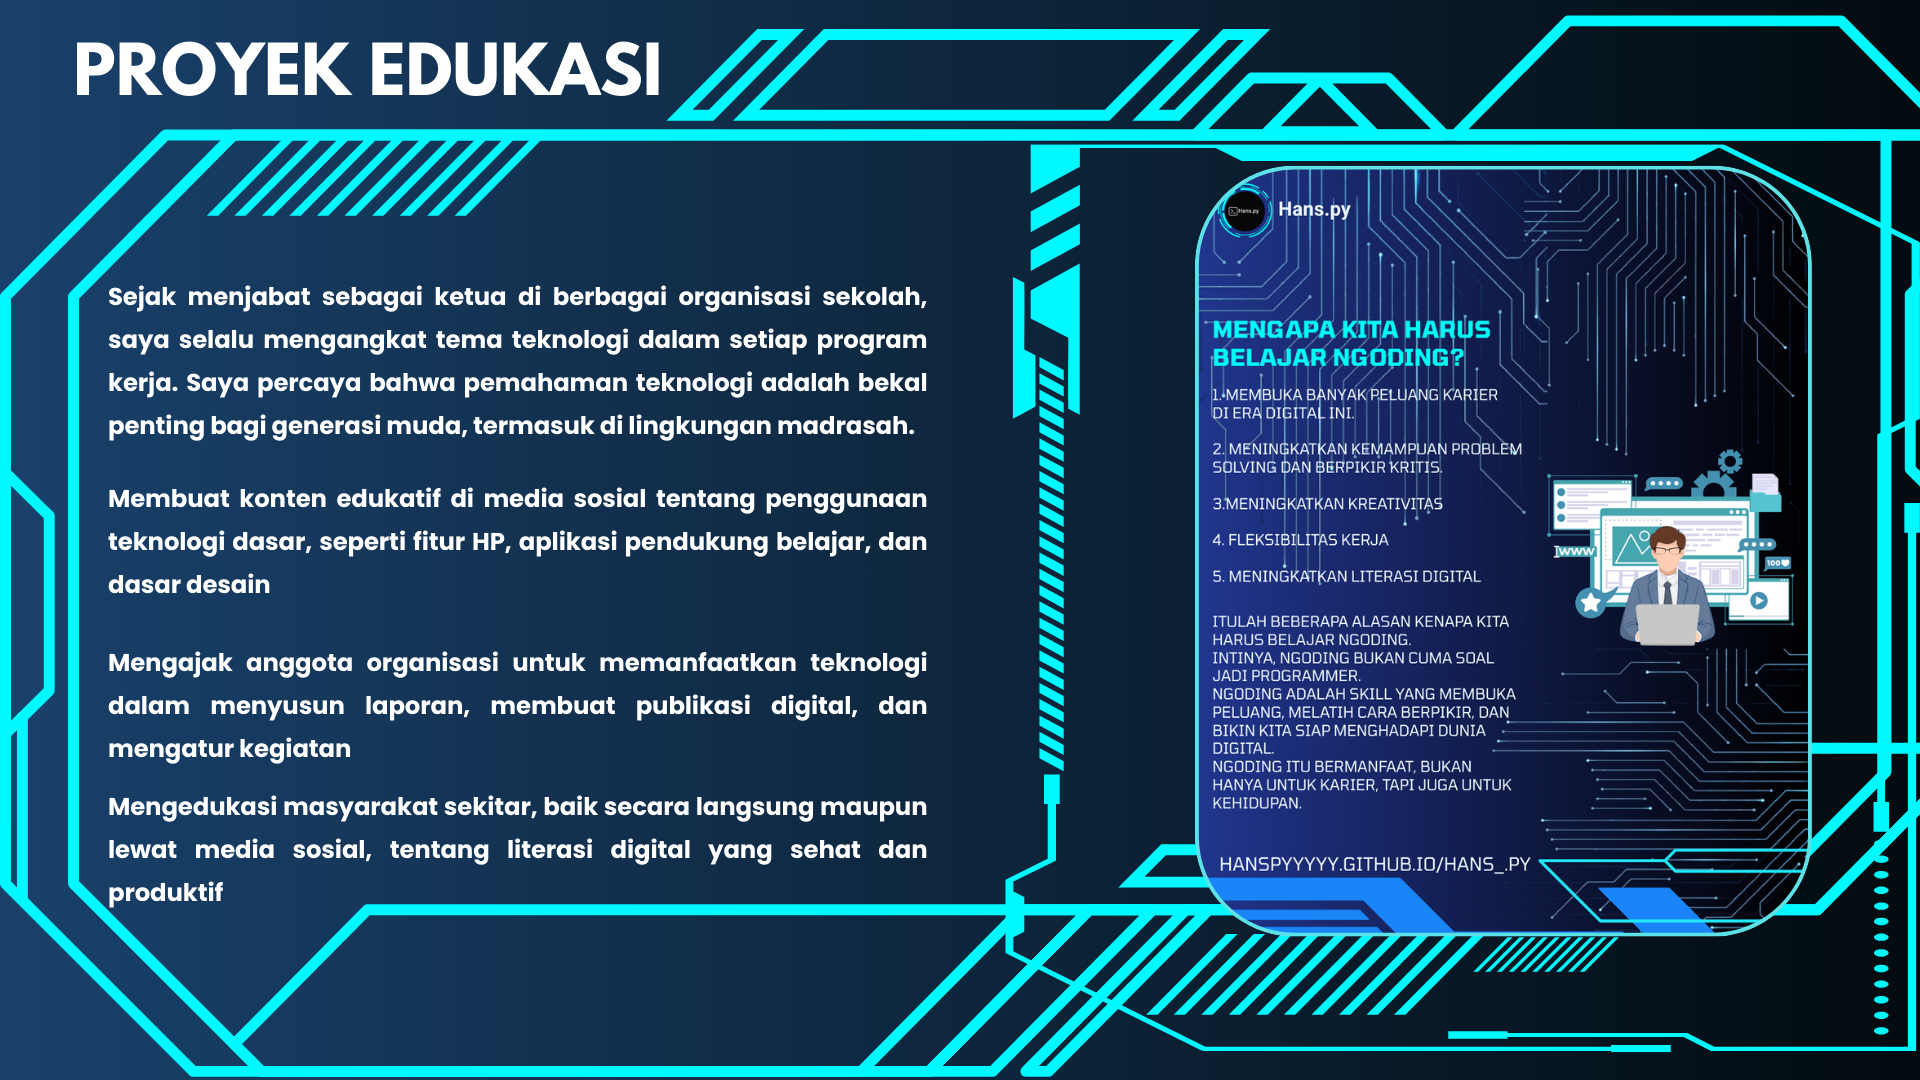 PROYEK EDUKASI
Sejak menjabat sebagai ketua di berbagai organisasi sekolah,
saya selalu mengangkat tema teknologi dalam setiap program
kerja. Saya percaya bahwa pemahaman teknologi adalah bekal
penting bagi generasi muda, termasuk di lingkungan madrasah.
Membuat konten edukatif di media sosial tentang penggunaan
teknologi dasar, seperti fitur HP, aplikasi pendukung belajar, dan
dasar desain
Mengajak anggota organisasi untuk memanfaatkan teknologi
dalam menyusun laporan, membuat publikasi digital, dan
mengatur kegiatan
Mengedukasi masyarakat sekitar, baik secara langsung maupun
lewat media sosial, tentang literasi digital yang sehat dan
produktif
Hans.py
Hans.py
MENGAPA KITA HARUS
BELAJAR NGODING?
1. MEMBUKA BANYAK PELUANG KARIER
DI ERA DIGITAL INI.
2. MENINGKATKAN KEMAMPUAN PROBLEM
SOLVING DAN BERPIKIR KRITIS.
3.MENINGKATKAN KREATIVITAS
4. FLEKSIBILITAS KERJA
5. MENINGKATKAN LITERASI DIGITAL
WWW
100
ITULAH BEBERAPA ALASAN KENAPA KITA
HARUS BELAJAR NGODING.
INTINYA, NGODING BUKAN CUMA SOAL
JADI PROGRAMMER.
NGODING ADALAH SKILL YANG MEMBUKA
PELUANG, MELATIH CARA BERPIKIR, DAN
BIKIN KITA SIAP MENGHADAPI DUNIA
DIGITAL.
NGODING ITU BERMANFAAT, BUKAN
HANYA UNTUK KARIER, TAPI JUGA UNTUK
KEHIDUPAN.
HANSPYYYYY.GITHUB.IO/HANS_.PY